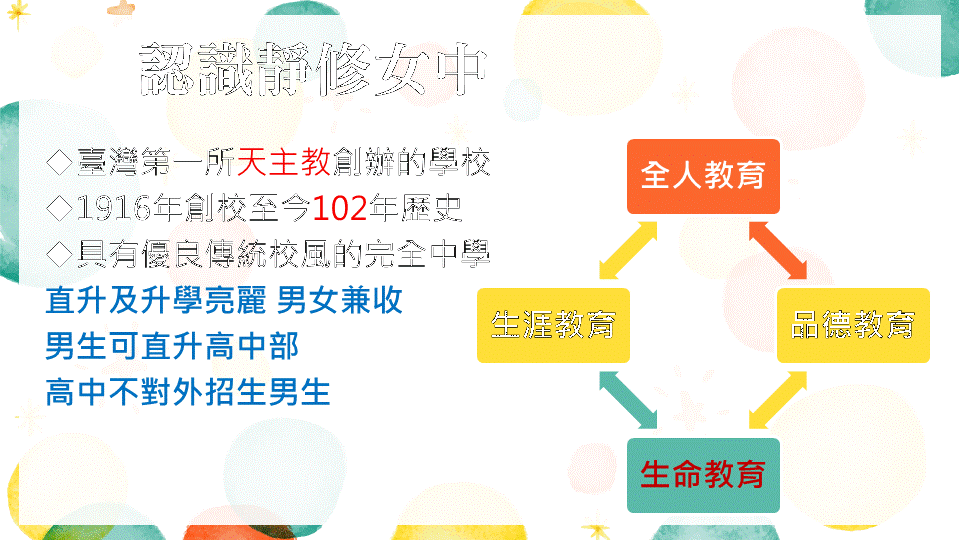 認識靜修女中
◇臺灣第一所天主教創辦的學校
◇1916年創校至今102年歷史
◇具有優良傳統校風的完全中學
直升及升學亮麗 男女兼收
男生可直升高中部
高中不對外招生男生
全人教育
生涯教育
品德教育
生命教育